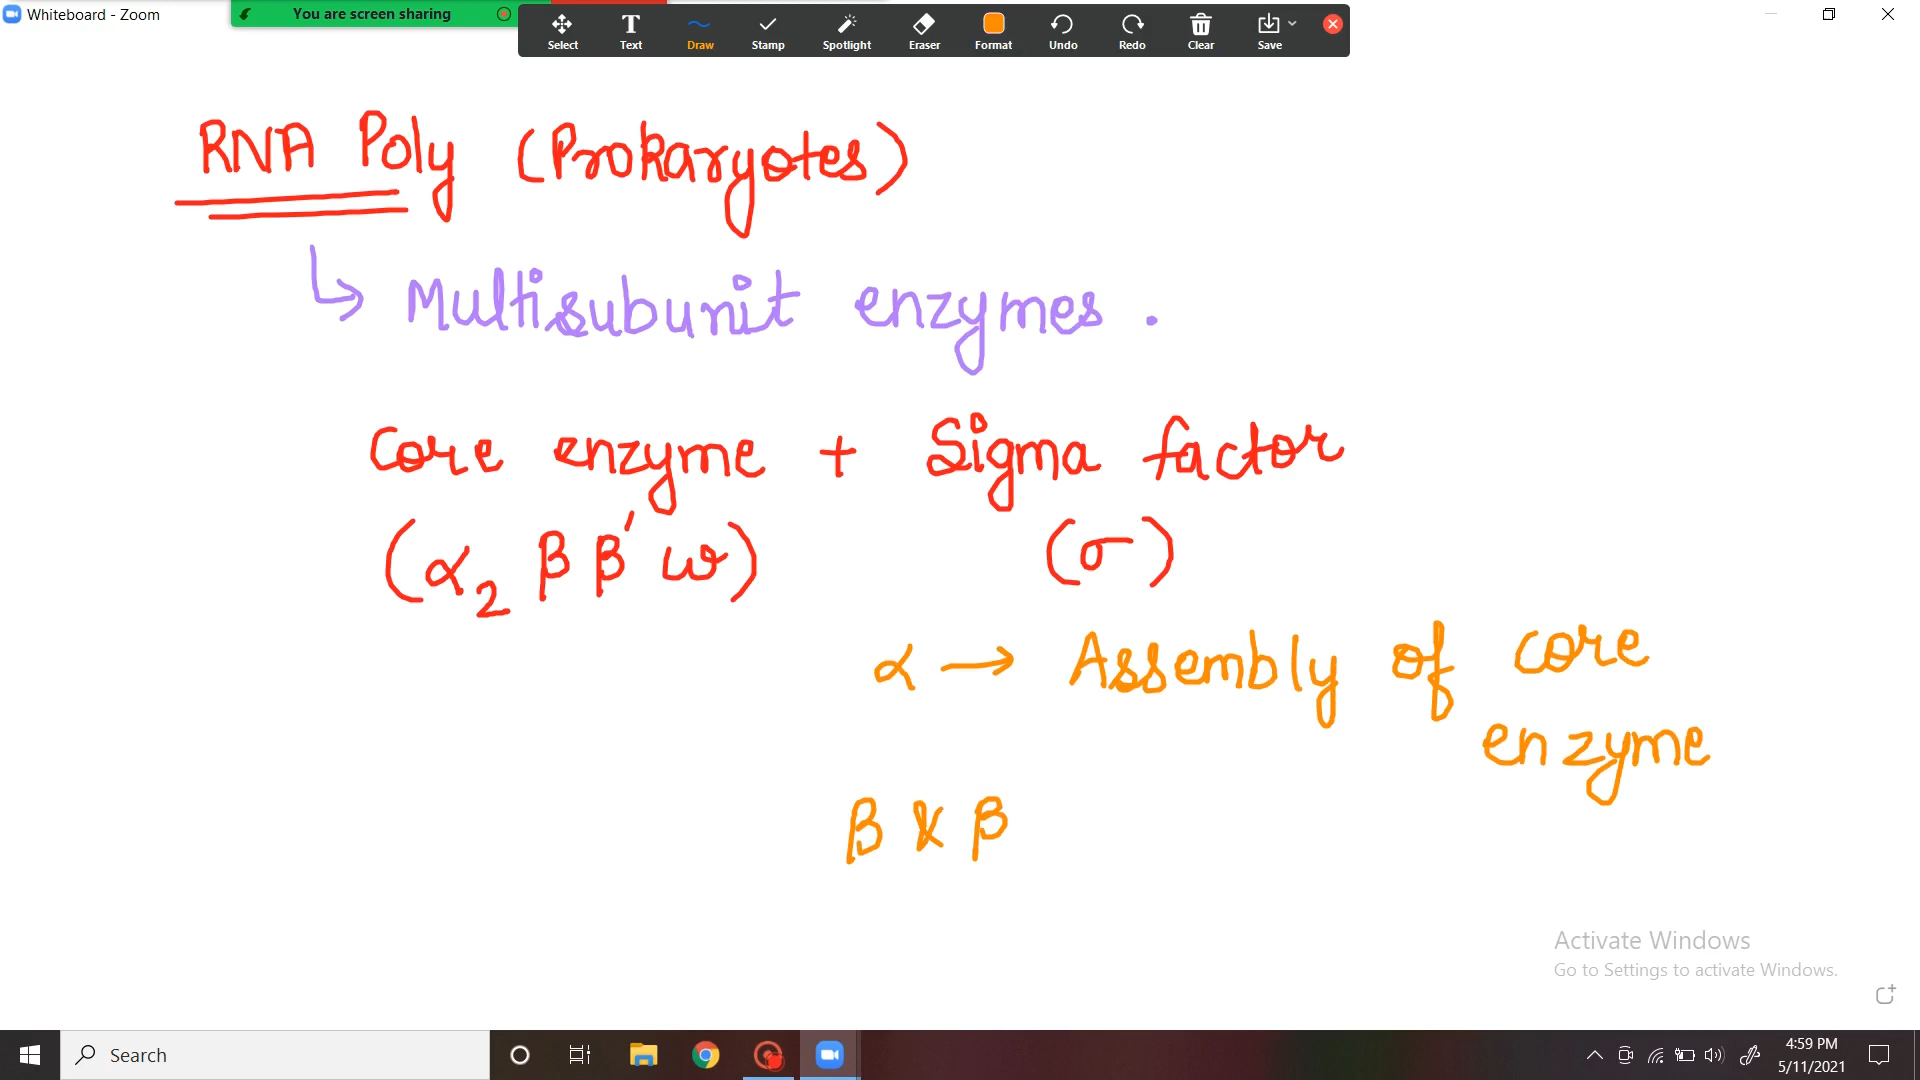 Whiteboard - Zoom
You are screen sharing
Select Text Draw Stamp Spotlight Eraser Format Undo Redo Clear Save
RNA Poly (Prokaryotes)
↳ Multisubunit enzymes .
Core enzyme + Sigma factor
(α₂ β β' ω) (σ)
α → Assembly of core
enzyme
β & β
Activate Windows
Go to Settings to activate Windows.
Search
4:59 PM
5/11/2021